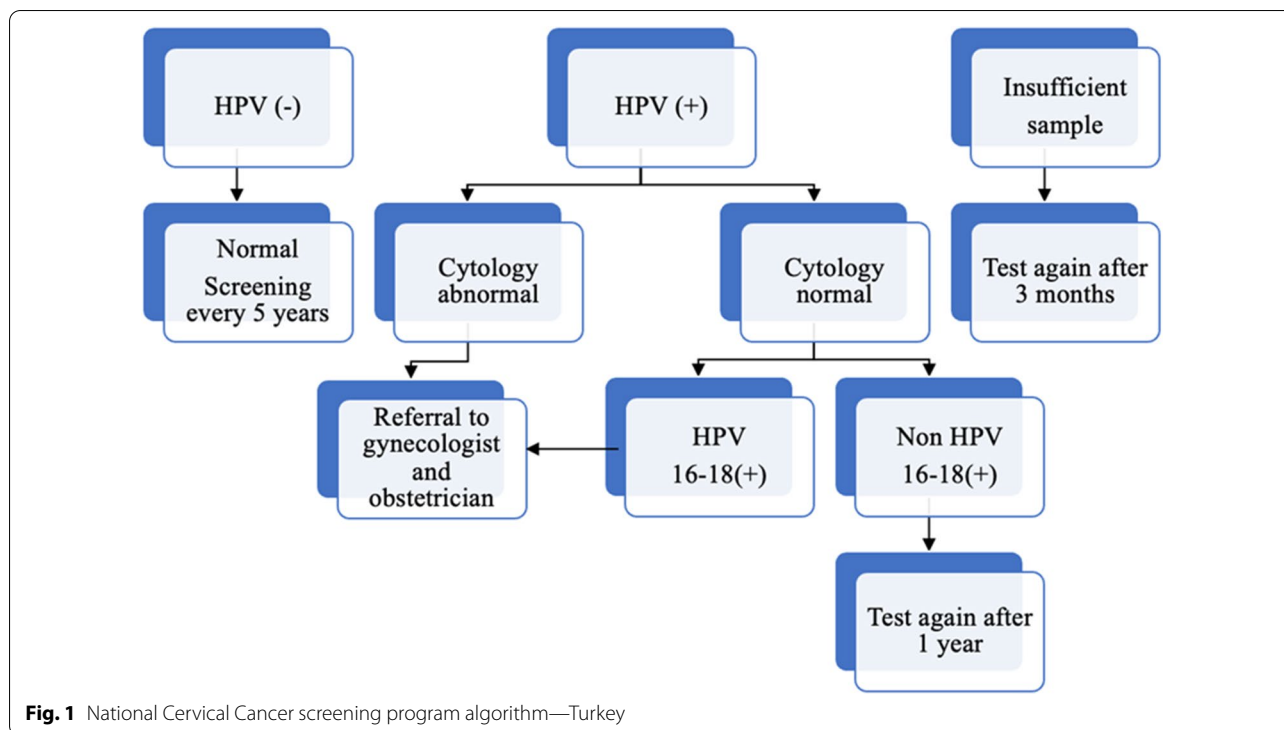 HPV (-)
HPV (+)
Insufficient
sample
Normal
Screening
every 5 years
Cytology
abnormal
Cytology
normal
Test again after
3 months
Referral to
gynecologist
and
obstetrician
HPV
16-18(+)
Non HPV
16-18(+)
Test again after
1 year
Fig. 1 National Cervical Cancer screening program algorithm—Turkey